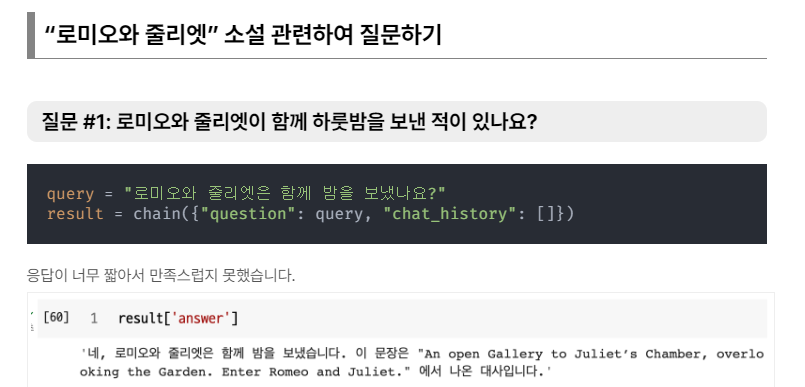 “로미오와 줄리엣” 소설 관련하여 질문하기
질문 #1: 로미오와 줄리엣이 함께 하룻밤을 보낸 적이 있나요?
query = "로미오와 줄리엣은 함께 밤을 보냈나요?"
result = chain({"question": query, "chat_history": []})
응답이 너무 짧아서 만족스럽지 못했습니다.
[60] 1 result['answer']
'네, 로미오와 줄리엣은 함께 밤을 보냈습니다. 이 문장은 "An open Gallery to Juliet’s Chamber, overlo
oking the Garden. Enter Romeo and Juliet." 에서 나온 대사입니다.'